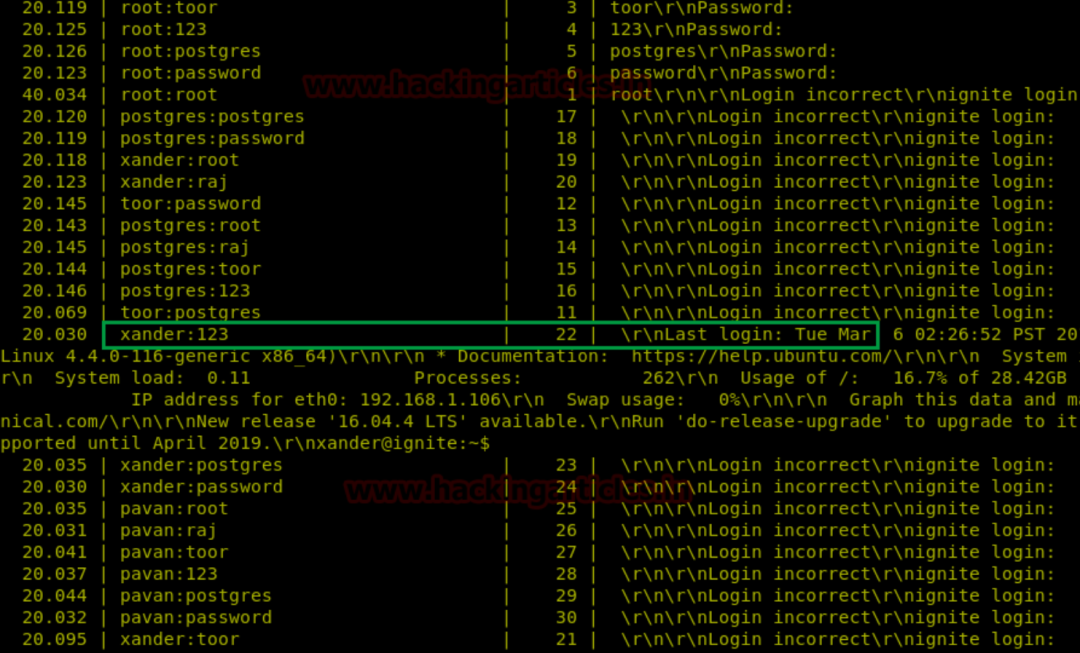 20.119 | root:toor | 3 | toor\r\nPassword:
20.125 | root:123 | 4 | 123\r\nPassword:
20.126 | root:postgres | 5 | postgres\r\nPassword:
20.123 | root:password | 6 | password\r\nPassword:
www.hackingarticles.in
40.034 | root:root | 1 | root\r\n\r\nLogin incorrect\r\nignite login
20.120 | postgres:postgres | 17 | \r\n\r\nLogin incorrect\r\nignite login:
20.119 | postgres:password | 18 | \r\n\r\nLogin incorrect\r\nignite login:
20.118 | xander:root | 19 | \r\n\r\nLogin incorrect\r\nignite login:
20.123 | xander:raj | 20 | \r\n\r\nLogin incorrect\r\nignite login:
20.145 | toor:password | 12 | \r\n\r\nLogin incorrect\r\nignite login:
20.143 | postgres:root | 13 | \r\n\r\nLogin incorrect\r\nignite login:
20.145 | postgres:raj | 14 | \r\n\r\nLogin incorrect\r\nignite login:
20.144 | postgres:toor | 15 | \r\n\r\nLogin incorrect\r\nignite login:
20.146 | postgres:123 | 16 | \r\n\r\nLogin incorrect\r\nignite login:
20.069 | toor:postgres | 11 | \r\n\r\nLogin incorrect\r\nignite login:
20.030 | xander:123 | 22 | \r\nLast login: Tue Mar 6 02:26:52 PST 20
Linux 4.4.0-116-generic x86_64)\r\n\r\n * Documentation: https://help.ubuntu.com/\r\n\r\n System
r\n System load: 0.11 Processes: 262\r\n Usage of /: 16.7% of 28.42GB
IP address for eth0: 192.168.1.106\r\n Swap usage: 0%\r\n\r\n Graph this data and ma
nical.com/\r\n\r\nNew release '16.04.4 LTS' available.\r\nRun 'do-release-upgrade' to upgrade to it
pported until April 2019.\r\nxander@ignite:~$
20.035 | xander:postgres | 23 | \r\n\r\nLogin incorrect\r\nignite login:
20.030 | xander:password | 24 | \r\n\r\nLogin incorrect\r\nignite login:
www.hackingarticles.in
20.035 | pavan:root | 25 | \r\n\r\nLogin incorrect\r\nignite login:
20.031 | pavan:raj | 26 | \r\n\r\nLogin incorrect\r\nignite login:
20.041 | pavan:toor | 27 | \r\n\r\nLogin incorrect\r\nignite login:
20.037 | pavan:123 | 28 | \r\n\r\nLogin incorrect\r\nignite login:
20.044 | pavan:postgres | 29 | \r\n\r\nLogin incorrect\r\nignite login:
20.032 | pavan:password | 30 | \r\n\r\nLogin incorrect\r\nignite login:
20.095 | xander:toor | 21 | \r\n\r\nLogin incorrect\r\nignite login: